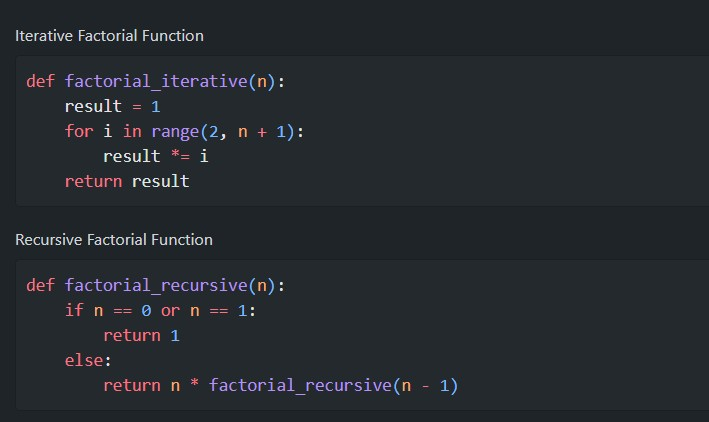 Iterative Factorial Function
def factorial_iterative(n):
    result = 1
    for i in range(2, n + 1):
        result *= i
    return result
Recursive Factorial Function
def factorial_recursive(n):
    if n == 0 or n == 1:
        return 1
    else:
        return n * factorial_recursive(n - 1)